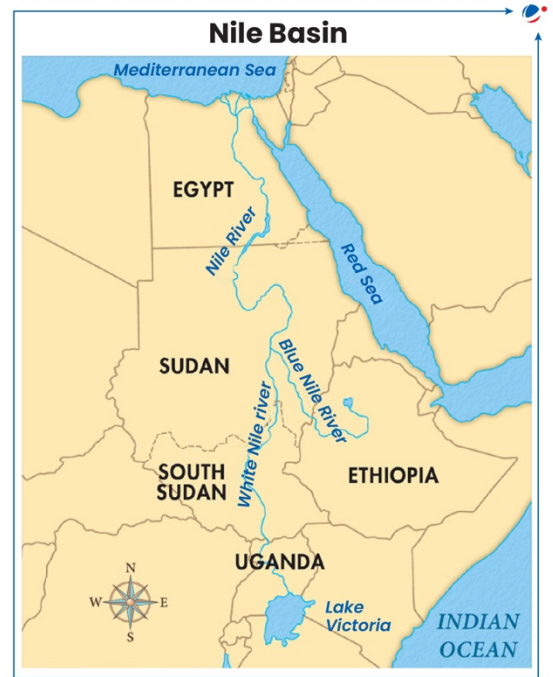 Nile Basin
Mediterranean Sea
EGYPT
Nile River
Red Sea
SUDAN
Blue Nile River
White Nile river
SOUTH
SUDAN
ETHIOPIA
UGANDA
N
W
E
S
Lake
Victoria
INDIAN
OCEAN